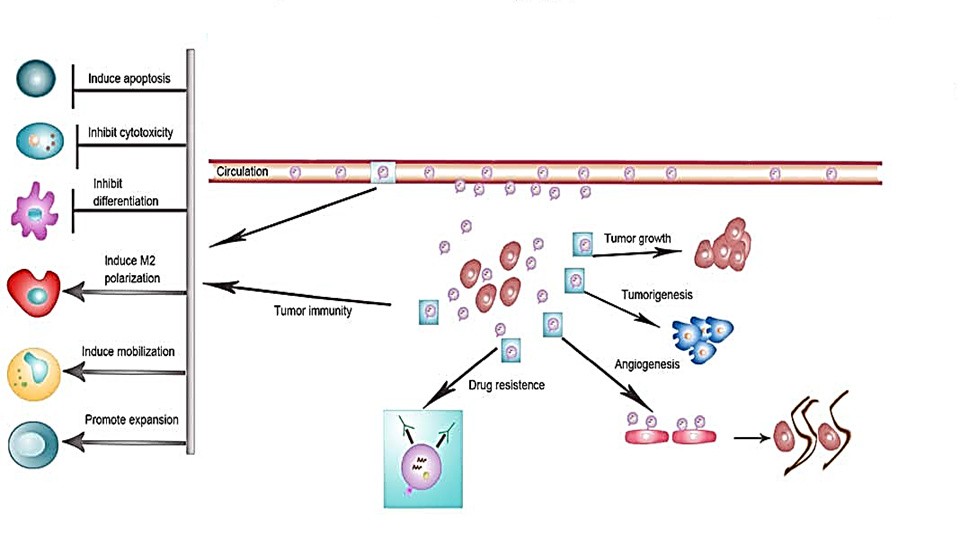 Induce apoptosis
Inhibit cytotoxicity
Inhibit
differentiation
Induce M2
polarization
Induce mobilization
Promote expansion
Circulation
Tumor growth
Tumorigenesis
Tumor immunity
Angiogenesis
Drug resistence